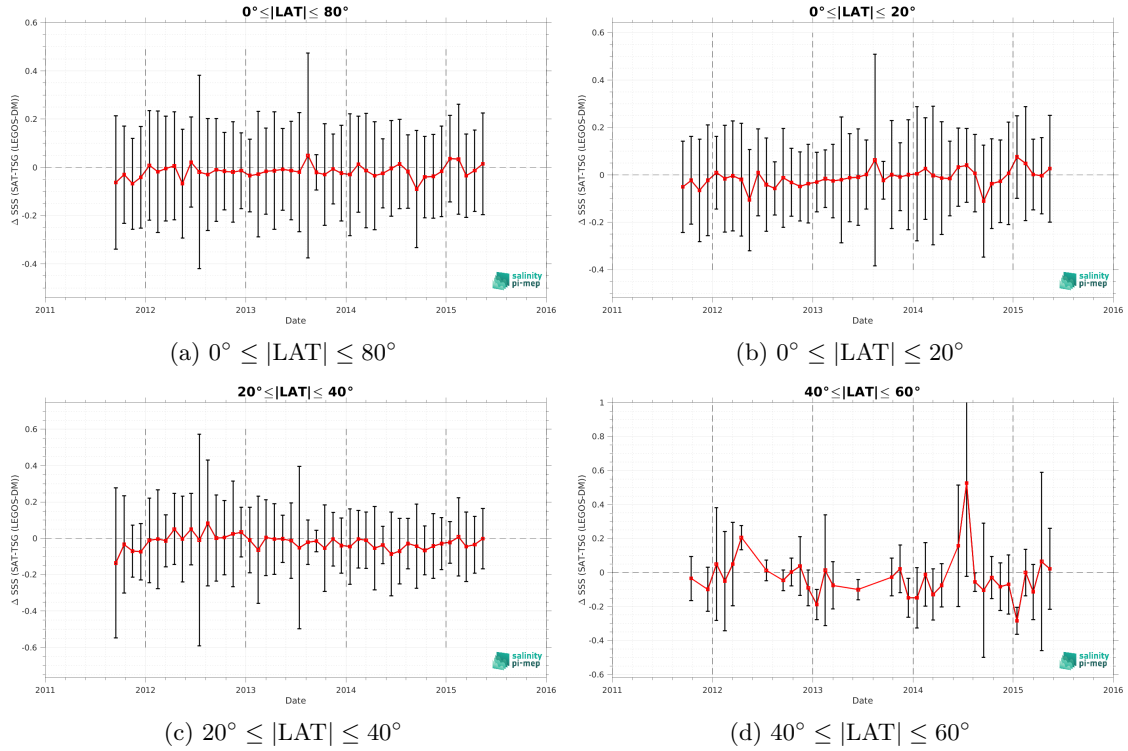 0°≤|LAT|≤ 80°
Δ SSS (SAT-TSG (LEGOS-DM))
0.6
0.4
0.2
0
-0.2
-0.4
2011 2012 2013 2014 2015 2016
Date
salinity
pi-mep
(a) 0° ≤ |LAT| ≤ 80°
0°≤|LAT|≤ 20°
Δ SSS (SAT-TSG (LEGOS-DM))
0.6
0.4
0.2
0
-0.2
-0.4
2011 2012 2013 2014 2015 2016
Date
salinity
pi-mep
(b) 0° ≤ |LAT| ≤ 20°
20°≤|LAT|≤ 40°
Δ SSS (SAT-TSG (LEGOS-DM))
0.6
0.4
0.2
0
-0.2
-0.4
-0.6
2011 2012 2013 2014 2015 2016
Date
salinity
pi-mep
(c) 20° ≤ |LAT| ≤ 40°
40°≤|LAT|≤ 60°
Δ SSS (SAT-TSG (LEGOS-DM))
1
0.8
0.6
0.4
0.2
0
-0.2
-0.4
-0.6
2011 2012 2013 2014 2015 2016
Date
salinity
pi-mep
(d) 40° ≤ |LAT| ≤ 60°